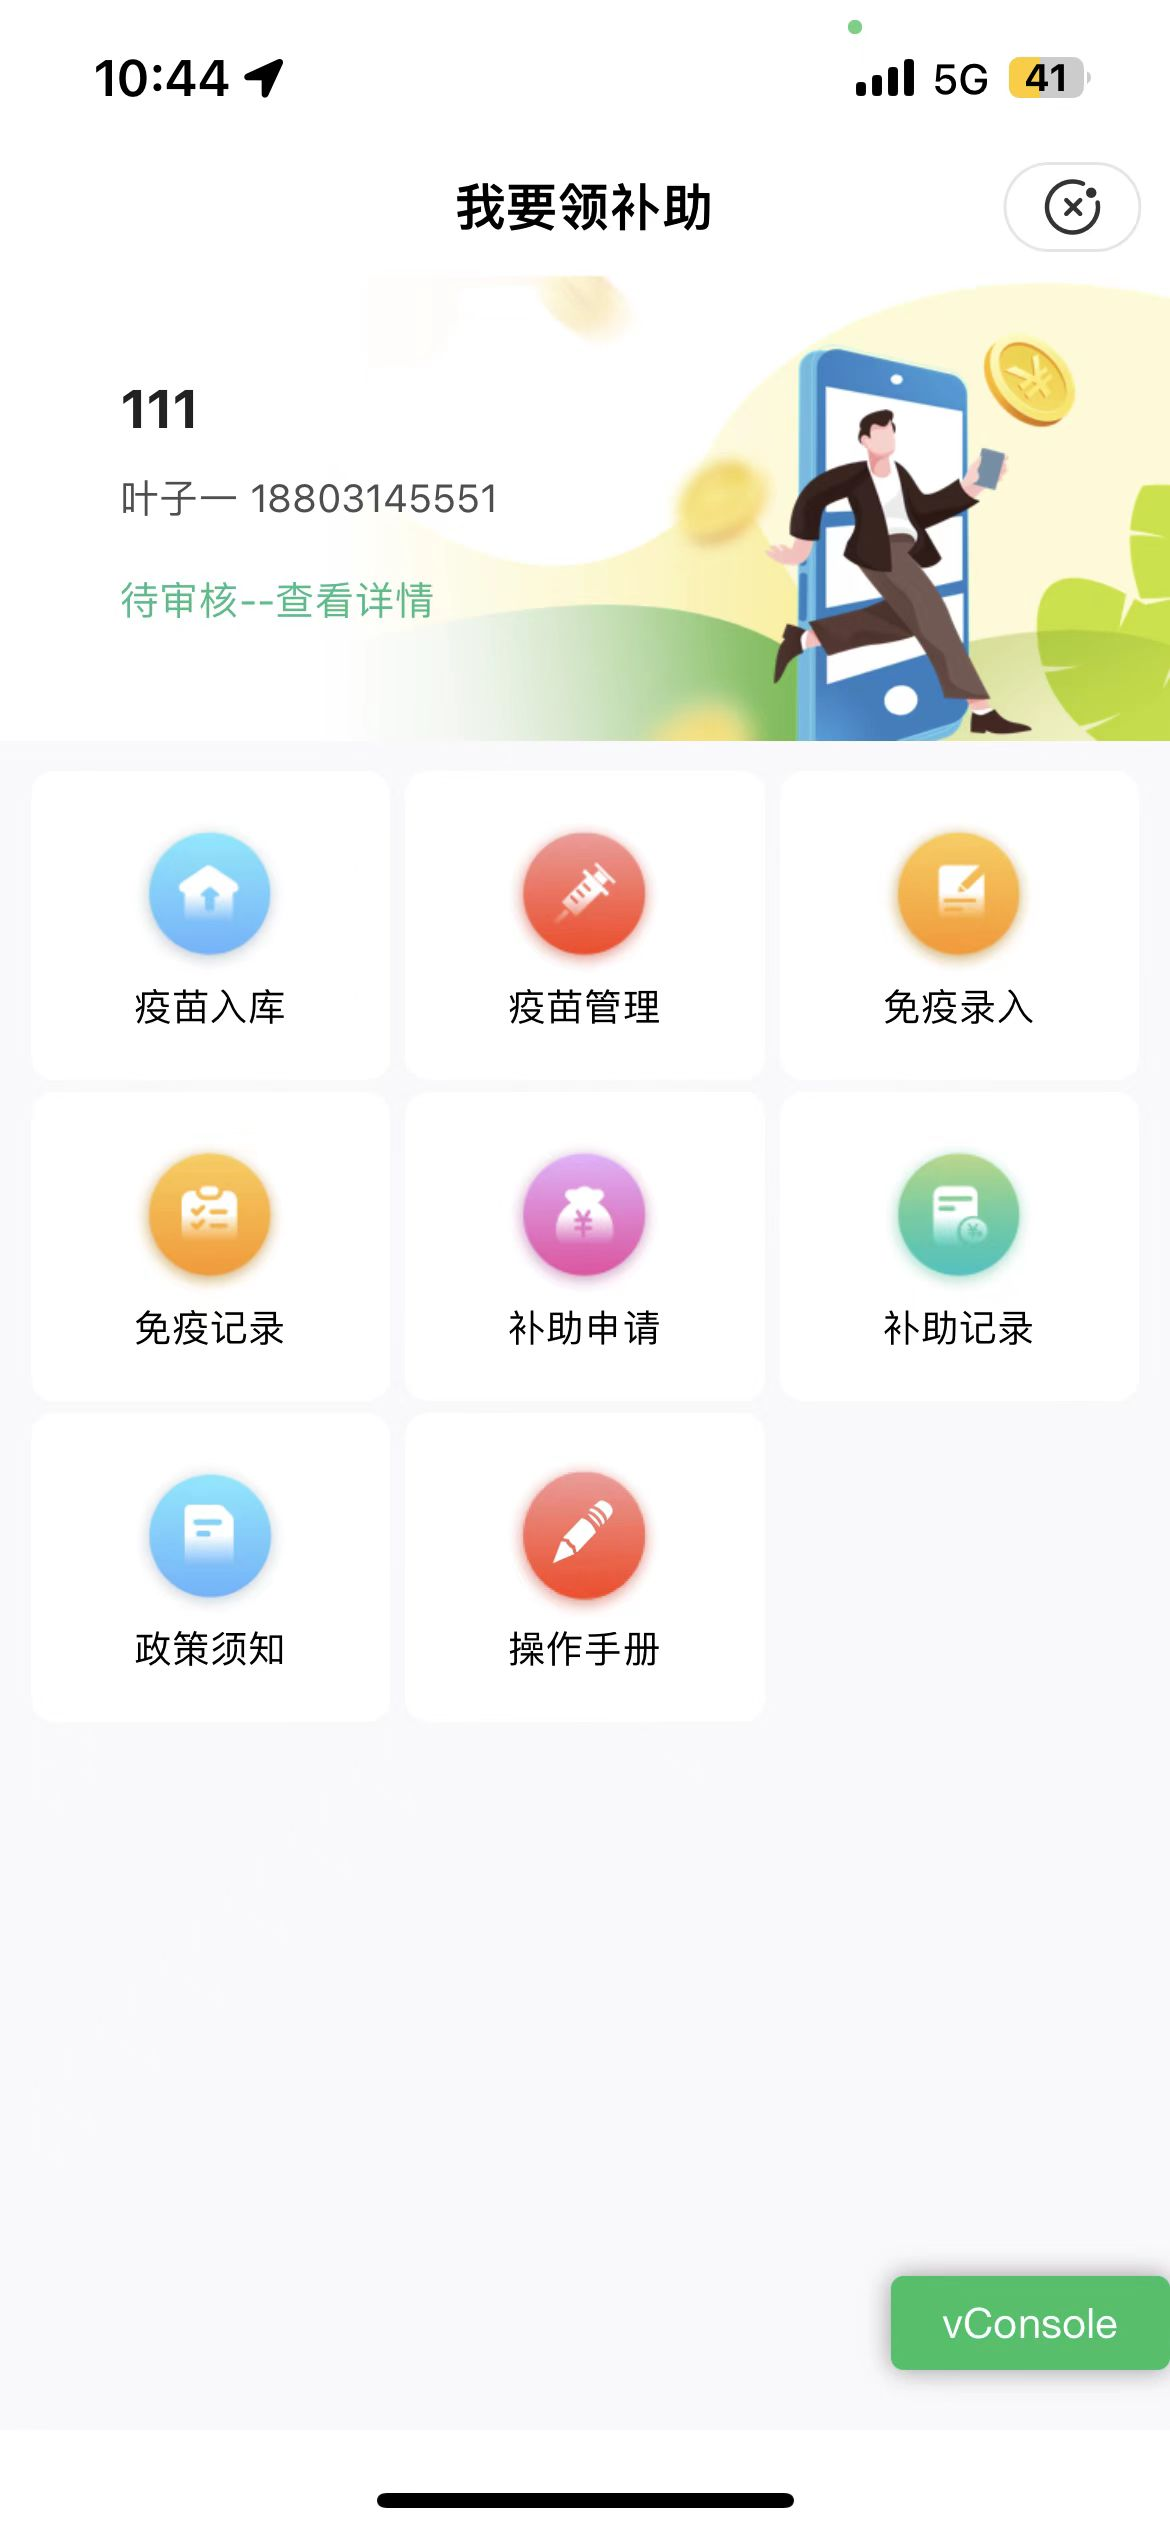 10:44 5G 41
我要领补助
111
叶子一 18803145551
待审核--查看详情
疫苗入库 疫苗管理 免疫录入
免疫记录 补助申请 补助记录
政策须知 操作手册
vConsole